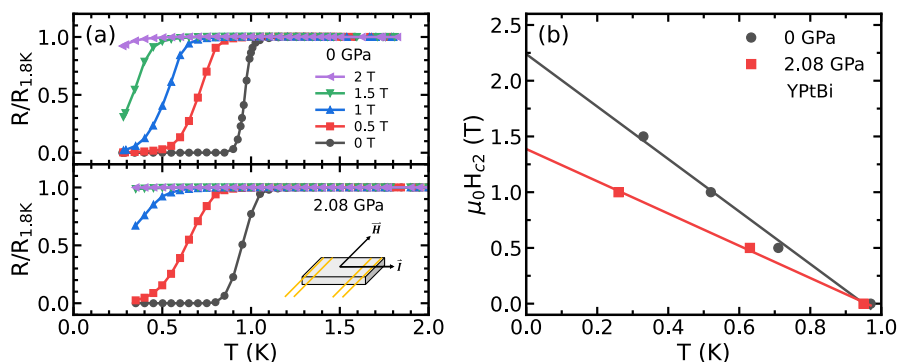 (a)
0 GPa
2 T
1.5 T
1 T
0.5 T
0 T
R/R1.8K
1.0
0.5
0.0
2.08 GPa
H
I
R/R1.8K
1.0
0.5
0.0
0.0 0.5 1.0 1.5 2.0
T (K)
(b)
0 GPa
2.08 GPa
YPtBi
μ0Hc2 (T)
2.5
2.0
1.5
1.0
0.5
0.0
0.0 0.2 0.4 0.6 0.8 1.0
T (K)